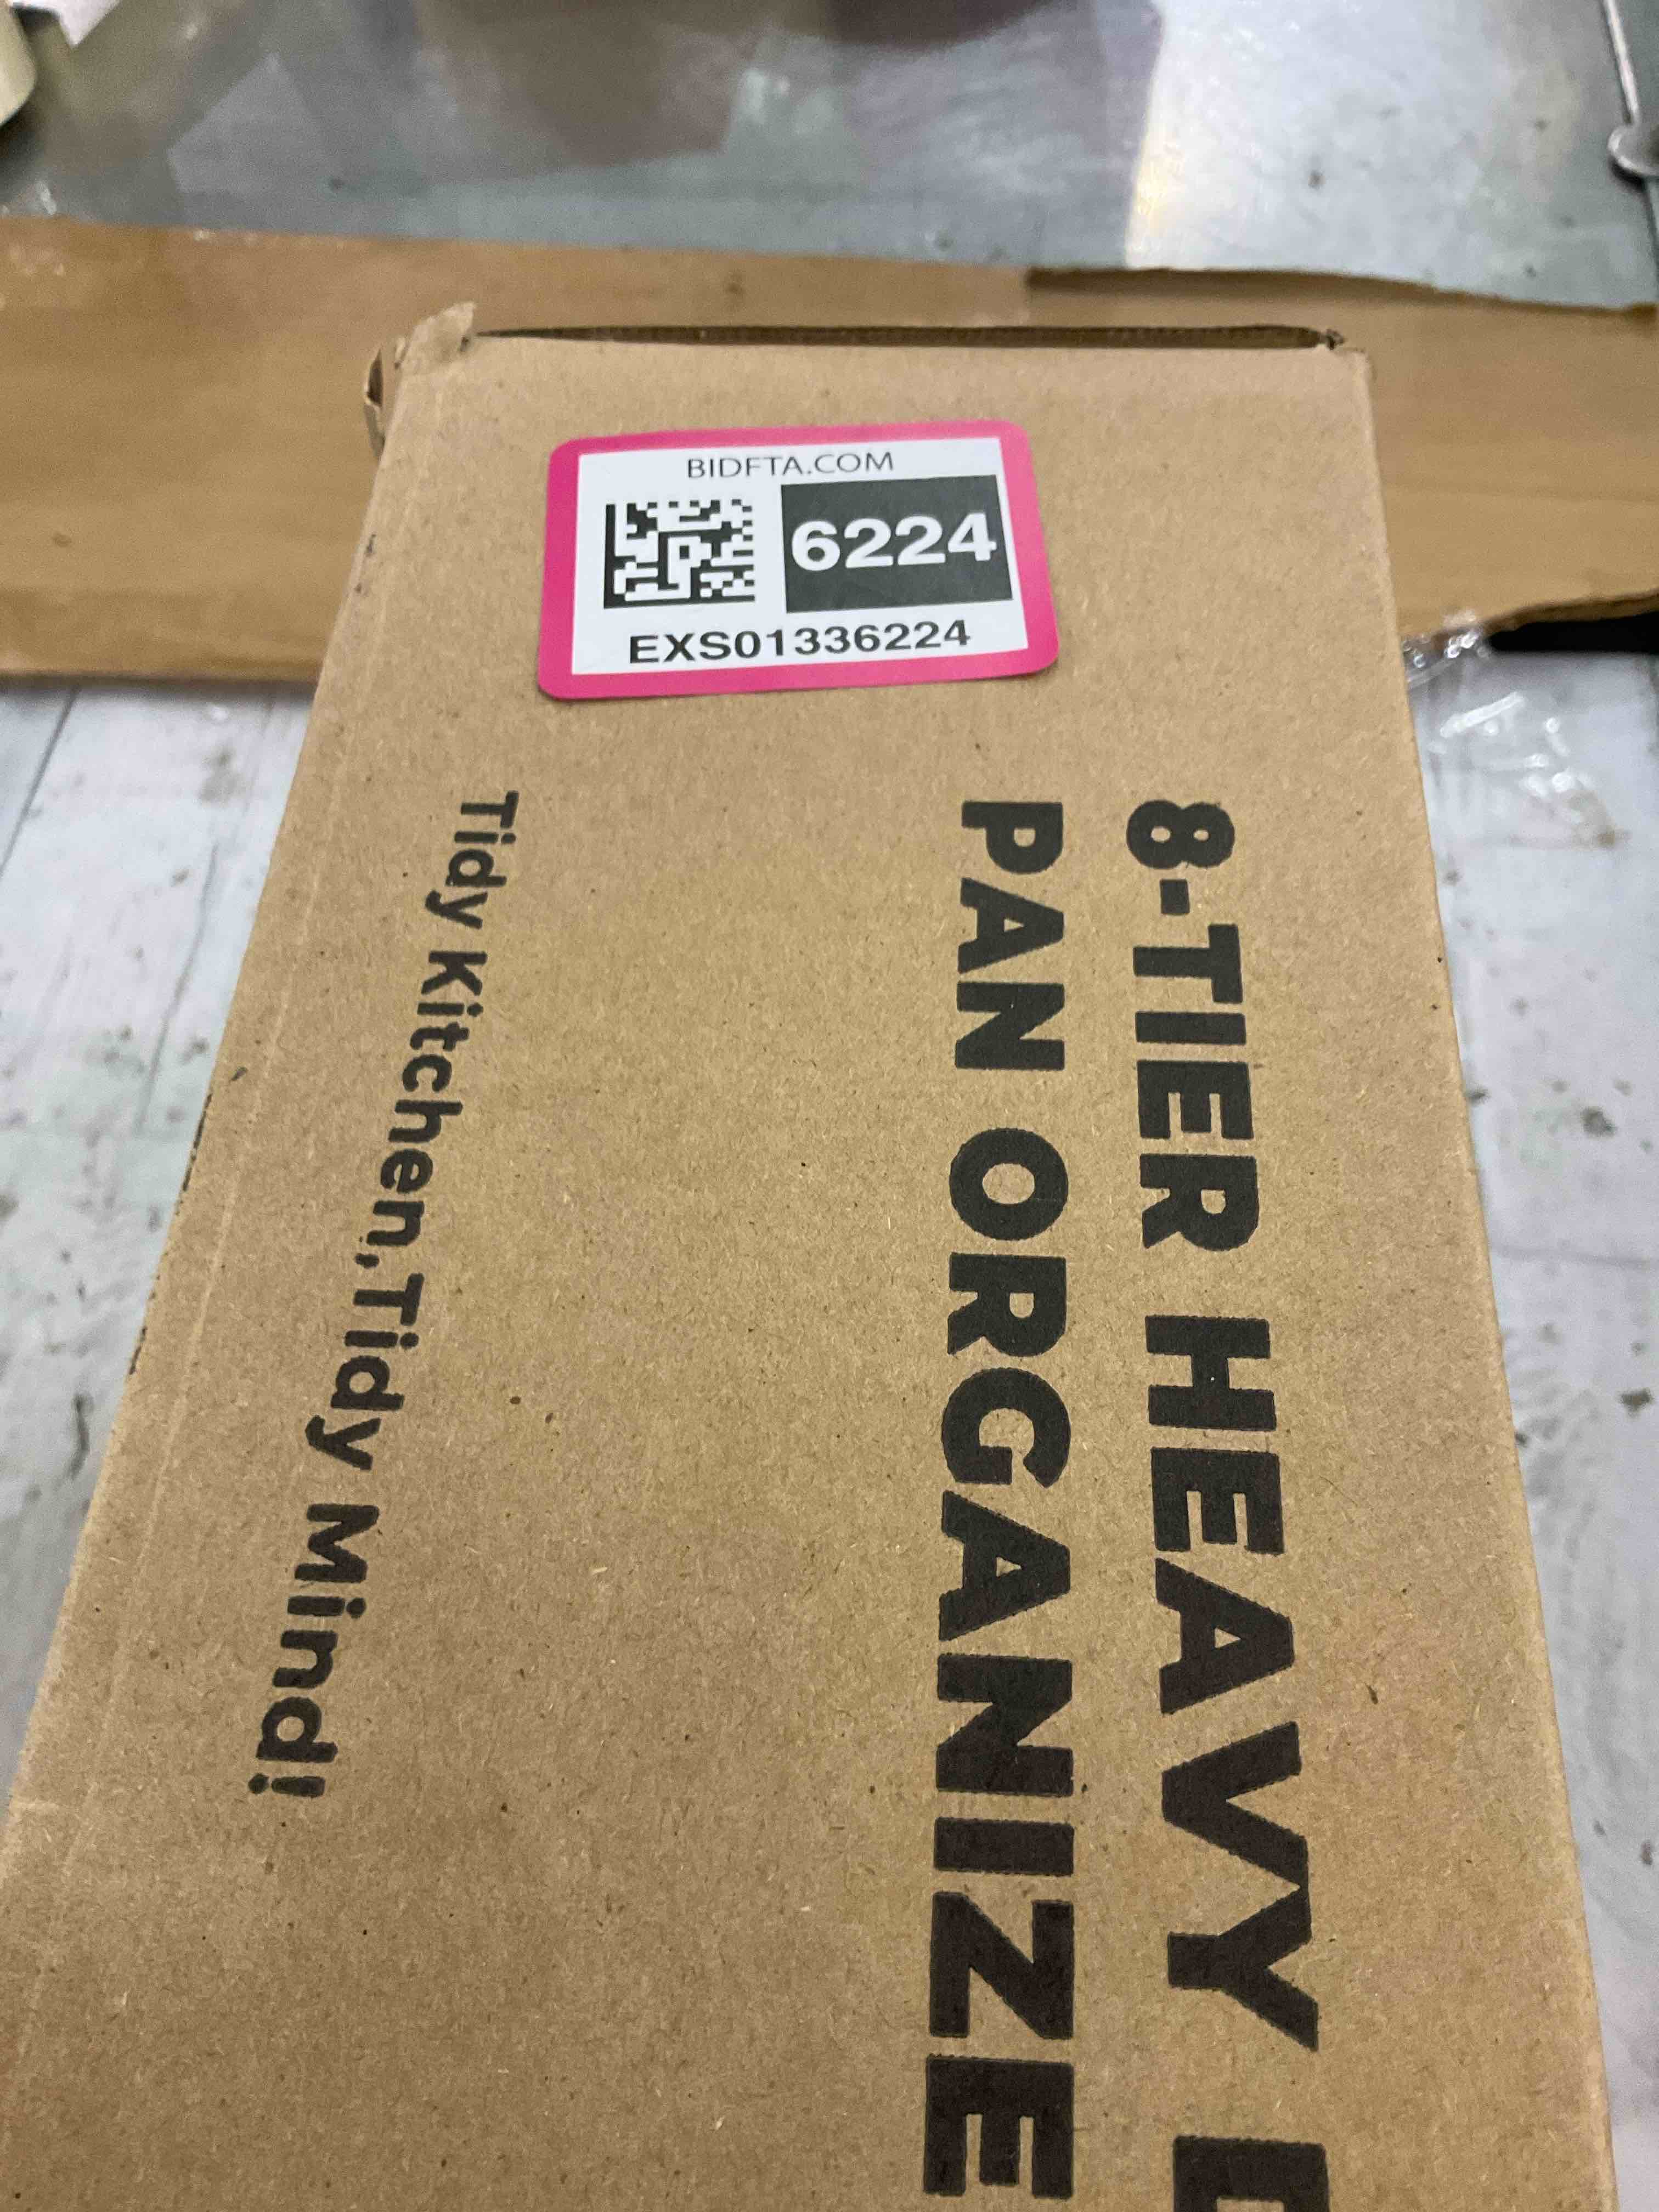 BIDFTA.COM
6224
EXS01336224
8-TIER HEAVY
PAN ORGANIZE
Tidy Kitchen,Tidy Mind!